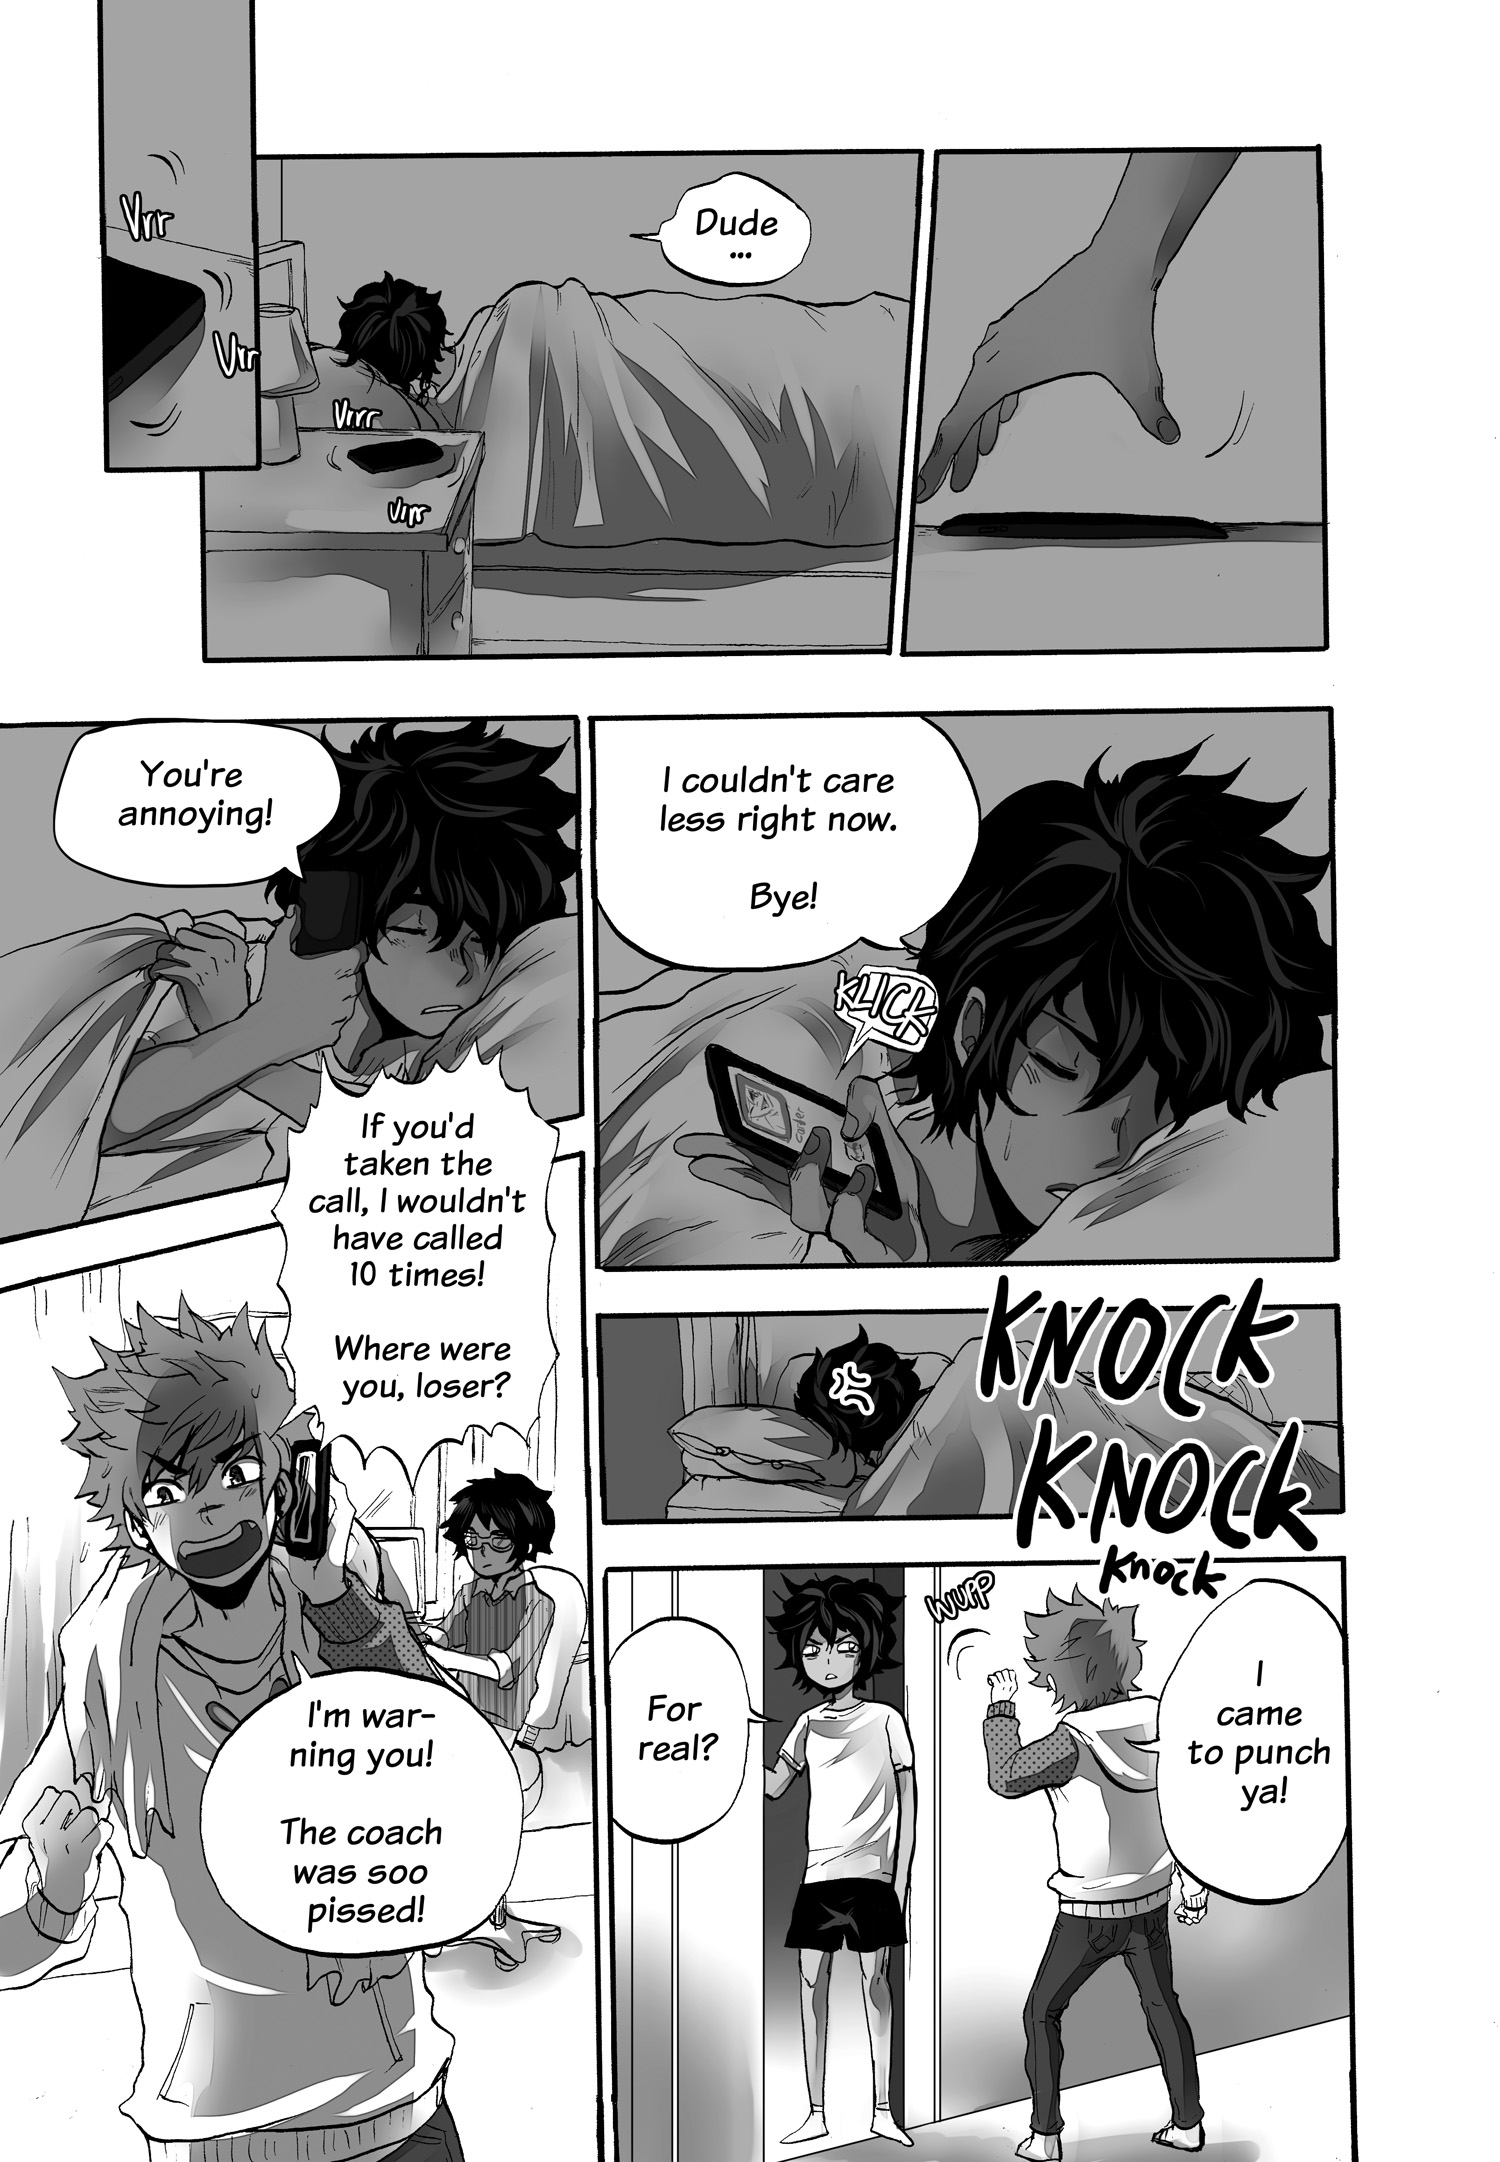 Vrr
Vrr
Dude
...
Vrrr
Vrrr
You're
annoying!
If you'd
taken the
call, I wouldn't
have called
10 times!
Where were
you, loser?
I'm war-
ning you!
The coach
was soo
pissed!
I couldn't care
less right now.
Bye!
KLICK
Carder
KNOCK
KNOCK
Knock
For
real?
WUPP
I
came
to punch
ya!